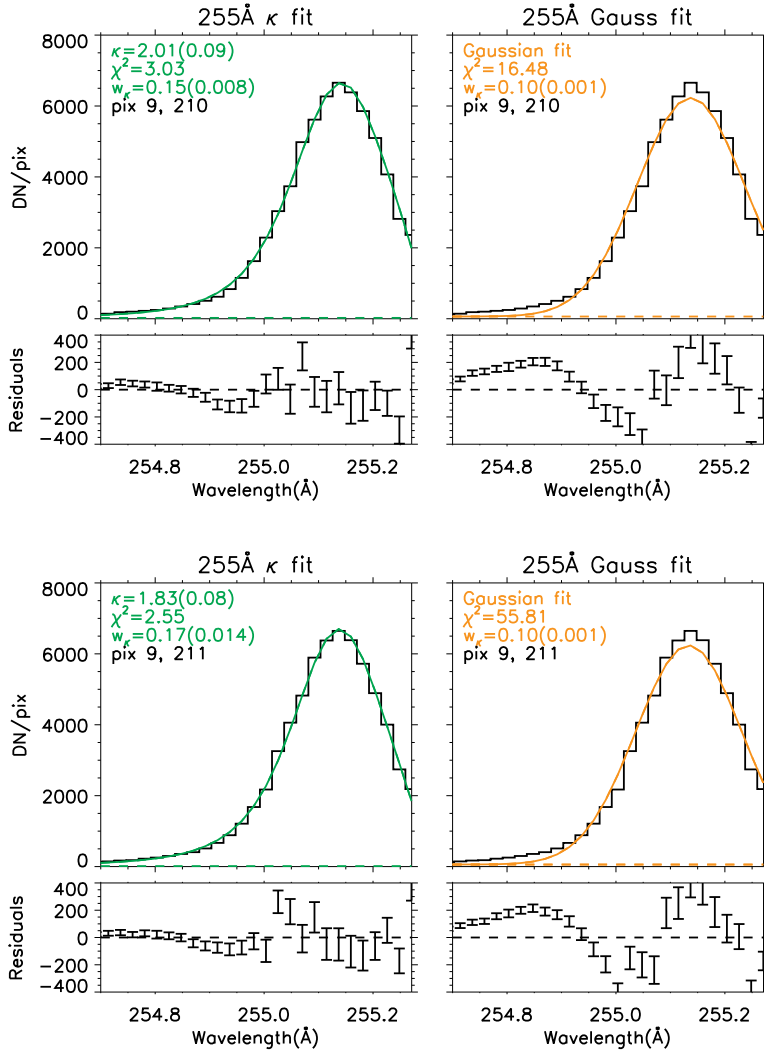 255Å κ fit
255Å Gauss fit
κ=2.01(0.09)
χ²=3.03
wκ=0.15(0.008)
pix 9, 210
Gaussian fit
χ²=16.48
wκ=0.10(0.001)
pix 9, 210
DN/pix
8000
6000
4000
2000
0
Residuals
400
200
0
−200
−400
254.8 255.0 255.2
Wavelength(Å)
254.8 255.0 255.2
Wavelength(Å)
255Å κ fit
255Å Gauss fit
κ=1.83(0.08)
χ²=2.55
wκ=0.17(0.014)
pix 9, 211
Gaussian fit
χ²=55.81
wκ=0.10(0.001)
pix 9, 211
DN/pix
8000
6000
4000
2000
0
Residuals
400
200
0
−200
−400
254.8 255.0 255.2
Wavelength(Å)
254.8 255.0 255.2
Wavelength(Å)